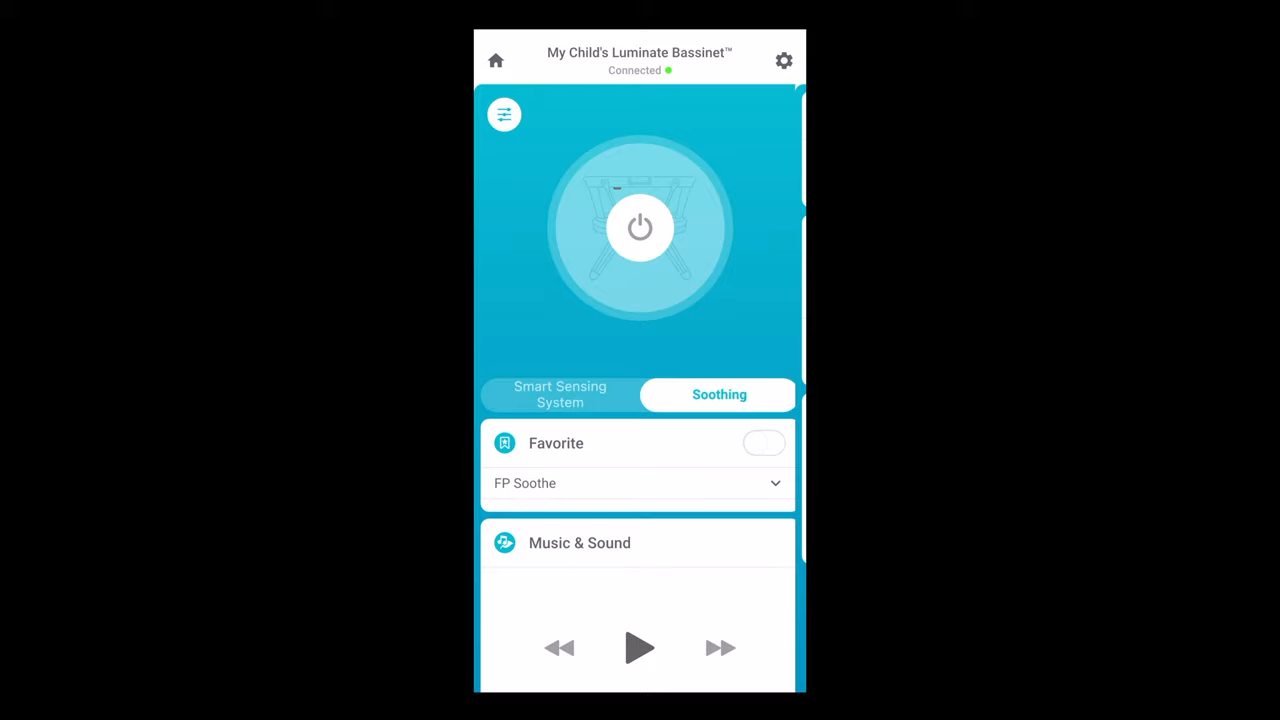 My Child's Luminate Bassinet™
Connected
Smart Sensing
System
Soothing
Favorite
FP Soothe
Music & Sound